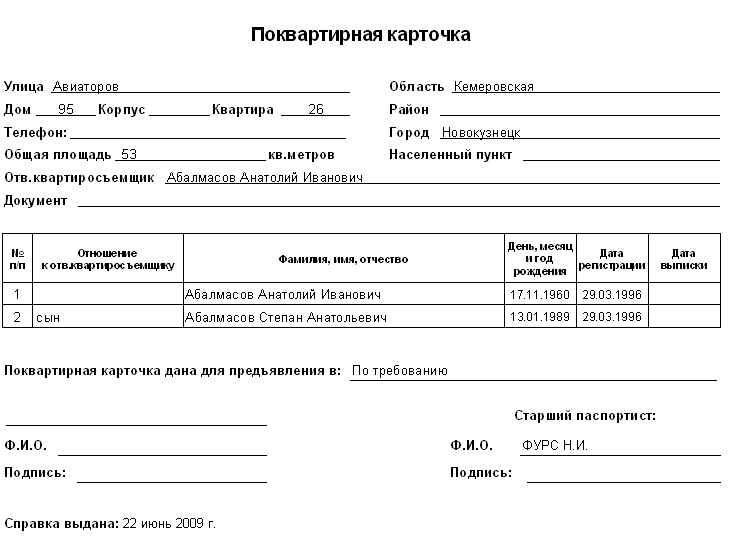 Поквартирная карточка
Улица Авиаторов Область Кемеровская
Дом 95 Корпус Квартира 26 Район
Телефон: Город Новокузнецк
Общая площадь 53 кв.метров Населенный пункт
Отв.квартиросъемщик Абалмасов Анатолий Иванович
Документ
№ п/п Отношение к отв.квартиросъемщику Фамилия, имя, отчество День, месяц и год рождения Дата регистрации Дата выписки
1 Абалмасов Анатолий Иванович 17.11.1960 29.03.1996
2 сын Абалмасов Степан Анатольевич 13.01.1989 29.03.1996
Поквартирная карточка дана для предъявления в: По требованию
Старший паспортист:
Ф.И.О. Ф.И.О. ФУРС Н.И.
Подпись: Подпись:
Справка выдана: 22 июнь 2009 г.